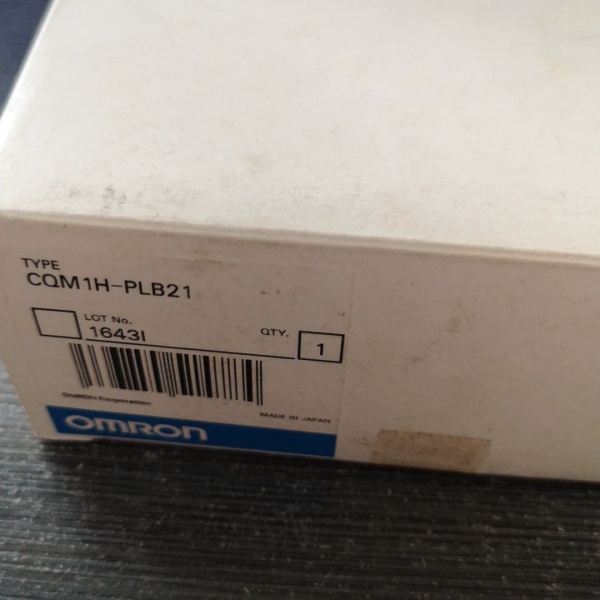 TYPE
CQM1H-PLB21
LOT No.
1643I
QTY.
1
OMRON Corporation
MADE IN JAPAN
OMRON